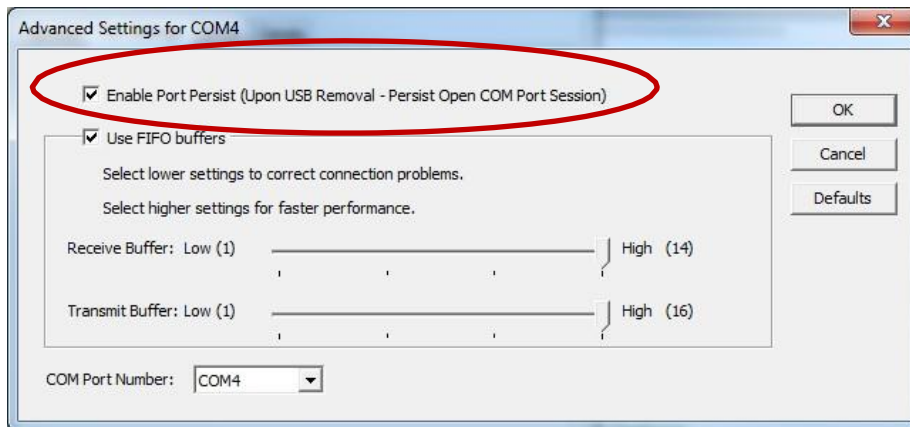 Advanced Settings for COM4
Enable Port Persist (Upon USB Removal - Persist Open COM Port Session)
OK
Use FIFO buffers
Cancel
Select lower settings to correct connection problems.
Defaults
Select higher settings for faster performance.
Receive Buffer: Low (1) High (14)
Transmit Buffer: Low (1) High (16)
COM Port Number: COM4